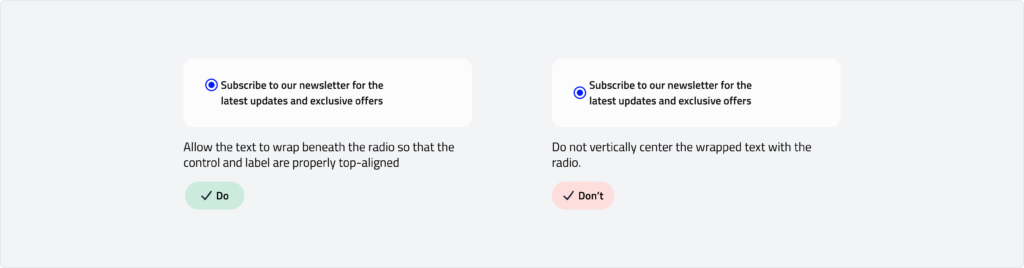 Subscribe to our newsletter for the
latest updates and exclusive offers
Allow the text to wrap beneath the radio so that the
control and label are properly top-aligned
Do
Subscribe to our newsletter for the
latest updates and exclusive offers
Do not vertically center the wrapped text with the
radio.
Don't